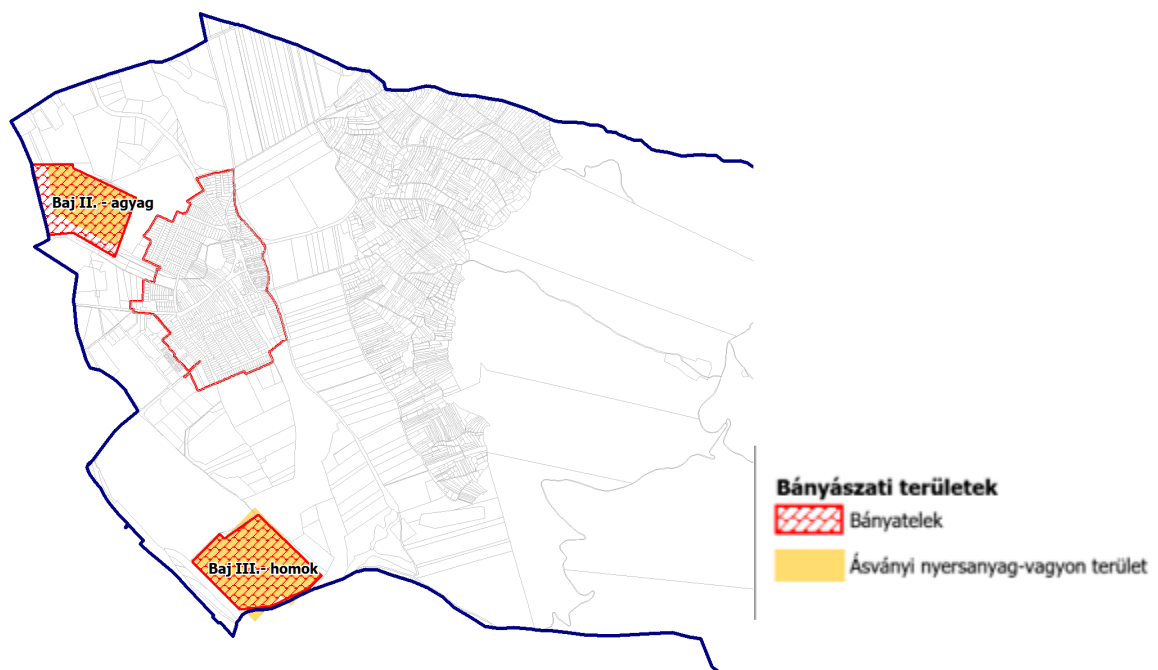 Baj II. - agyag
Baj III.- homok
Bányászati területek
Bányatelek
Ásványi nyersanyag-vagyon terület